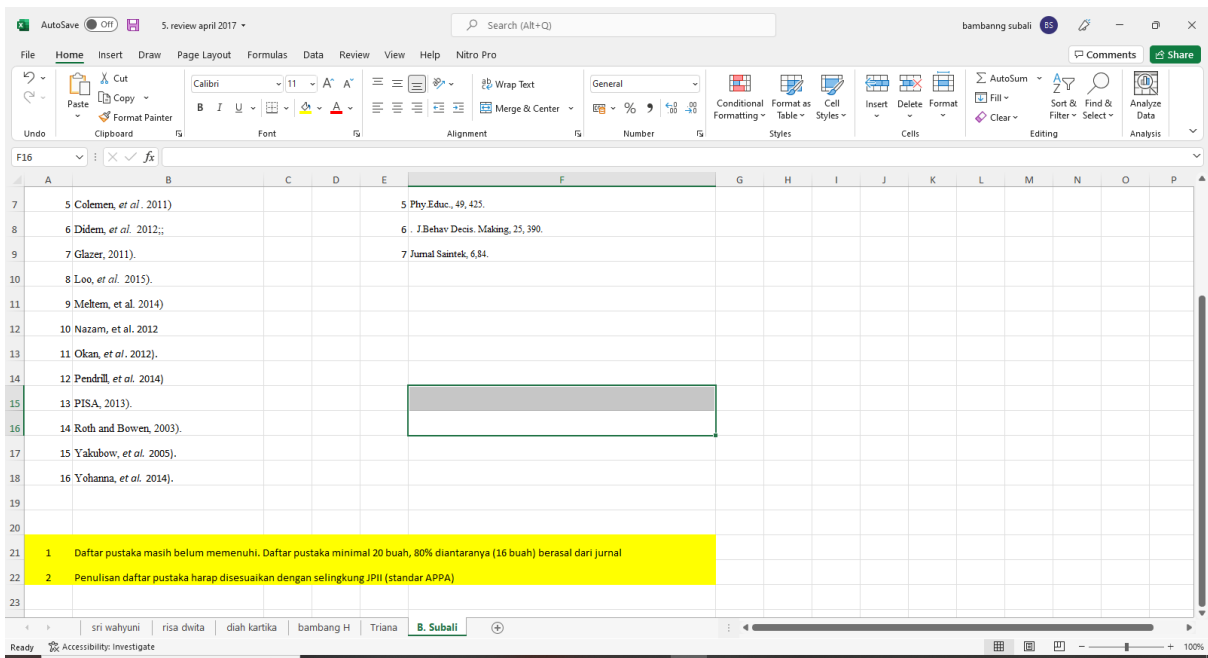 AutoSave Off 5. review april 2017 Search (Alt+Q) bambanng subali BS
File Home Insert Draw Page Layout Formulas Data Review View Help Nitro Pro Comments Share
Paste Cut Copy Format Painter
Calibri 11 A^ A˅
B I U A
ab Wrap Text
Merge & Center
General
% 9
Conditional Formatting Format as Table Cell Styles
Insert Delete Format
AutoSum Fill Clear
Sort & Filter Find & Select
Analyze Data
Undo Clipboard Font Alignment Number Styles Cells Editing Analysis
F16 fx
A B C D E F G H I J K L M N O P
7 5 Colemen, et al. 2011) 5 Phy.Educ., 49, 425.
8 6 Didem, et al. 2012;; 6 . J.Behav Decis. Making, 25, 390.
9 7 Glazer, 2011). 7 Jurnal Saintek, 6,84.
10 8 Loo, et al. 2015).
11 9 Meltem, et al. 2014)
12 10 Nazam, et al. 2012
13 11 Okan, et al. 2012).
14 12 Pendrill, et al. 2014)
15 13 PISA, 2013).
16 14 Roth and Bowen, 2003).
17 15 Yakubow, et al. 2005).
18 16 Yohanna, et al. 2014).
19
20
21 1 Daftar pustaka masih belum memenuhi. Daftar pustaka minimal 20 buah, 80% diantaranya (16 buah) berasal dari jurnal
22 2 Penulisan daftar pustaka harap disesuaikan dengan selingkung JPII (standar APPA)
23
sri wahyuni risa dwita diah kartika bambang H Triana B. Subali
Ready Accessibility: Investigate 100%